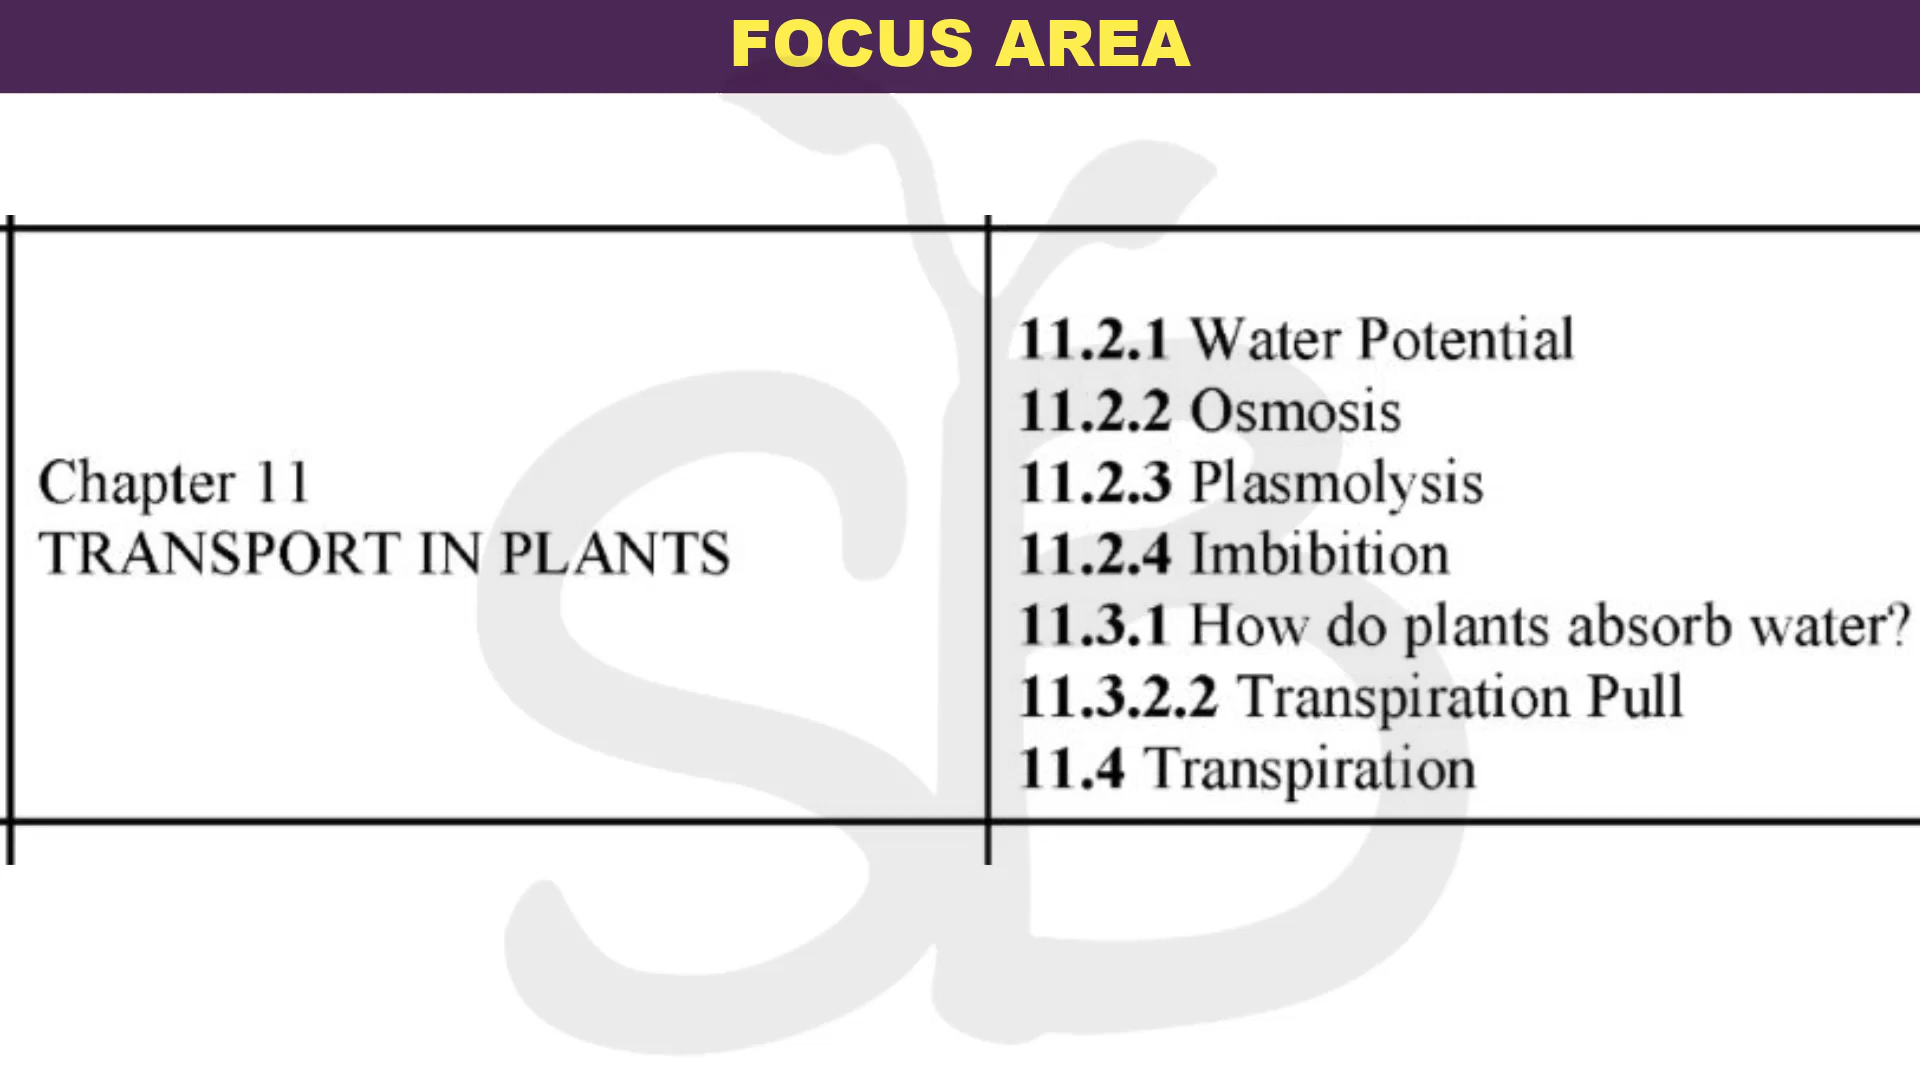 FOCUS AREA
Chapter 11
TRANSPORT IN PLANTS
11.2.1 Water Potential
11.2.2 Osmosis
11.2.3 Plasmolysis
11.2.4 Imbibition
11.3.1 How do plants absorb water?
11.3.2.2 Transpiration Pull
11.4 Transpiration
SB